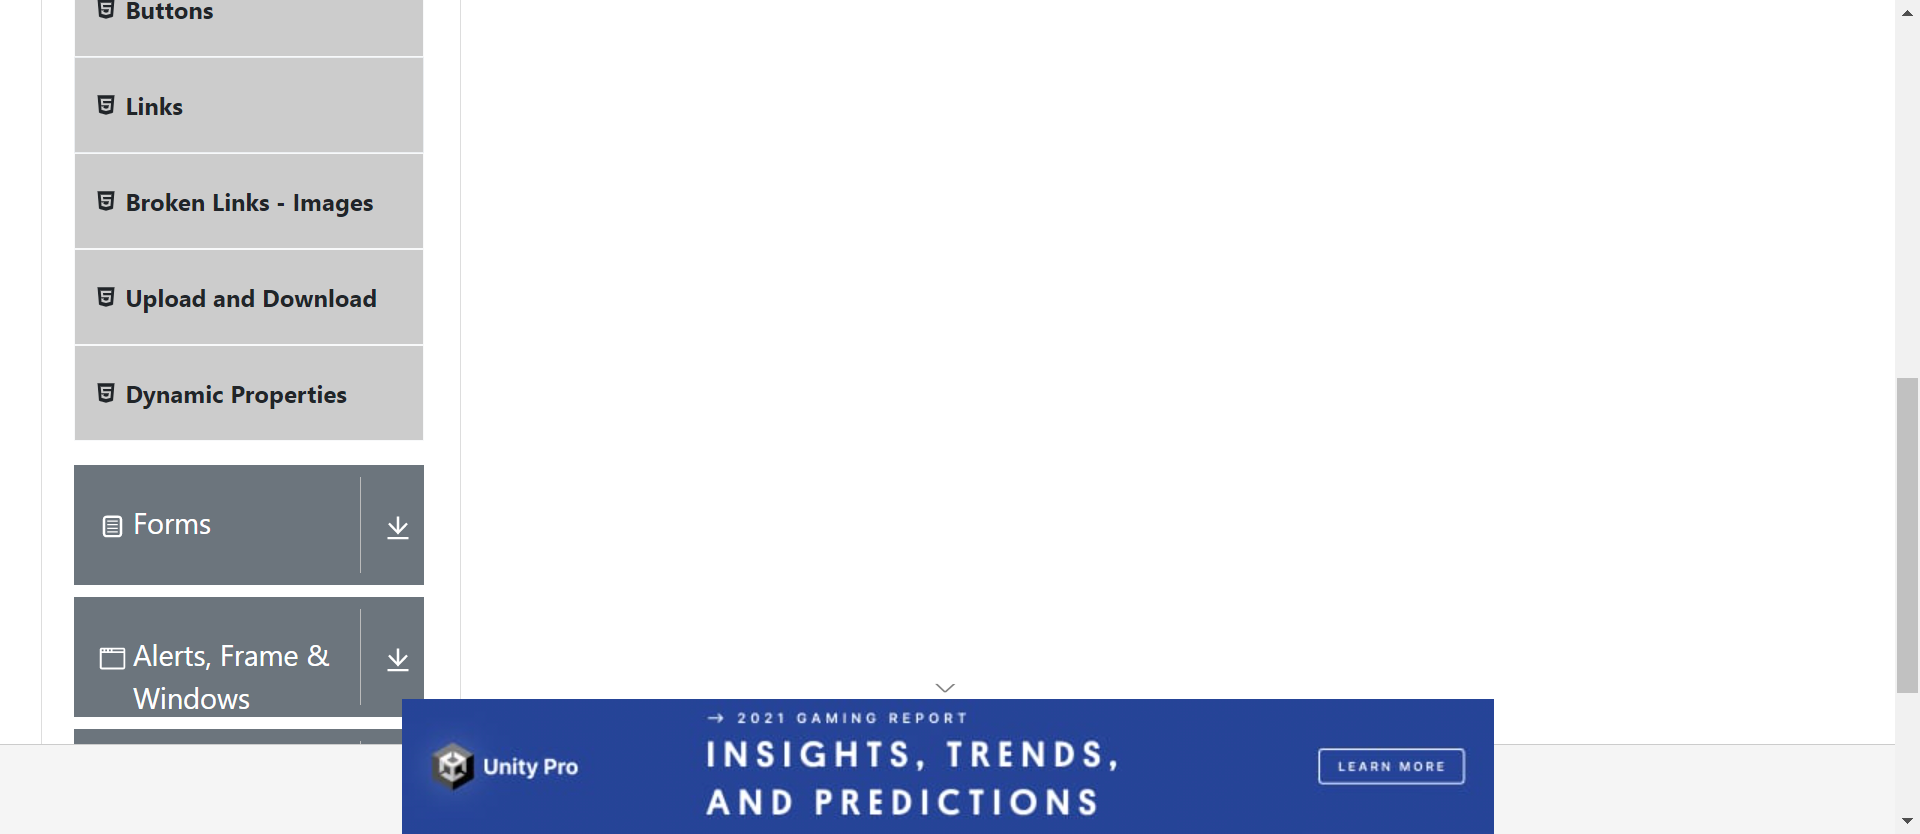 Buttons
Links
Broken Links - Images
Upload and Download
Dynamic Properties
Forms
Alerts, Frame &
Windows
→ 2021 GAMING REPORT
INSIGHTS, TRENDS,
AND PREDICTIONS
Unity Pro
LEARN MORE